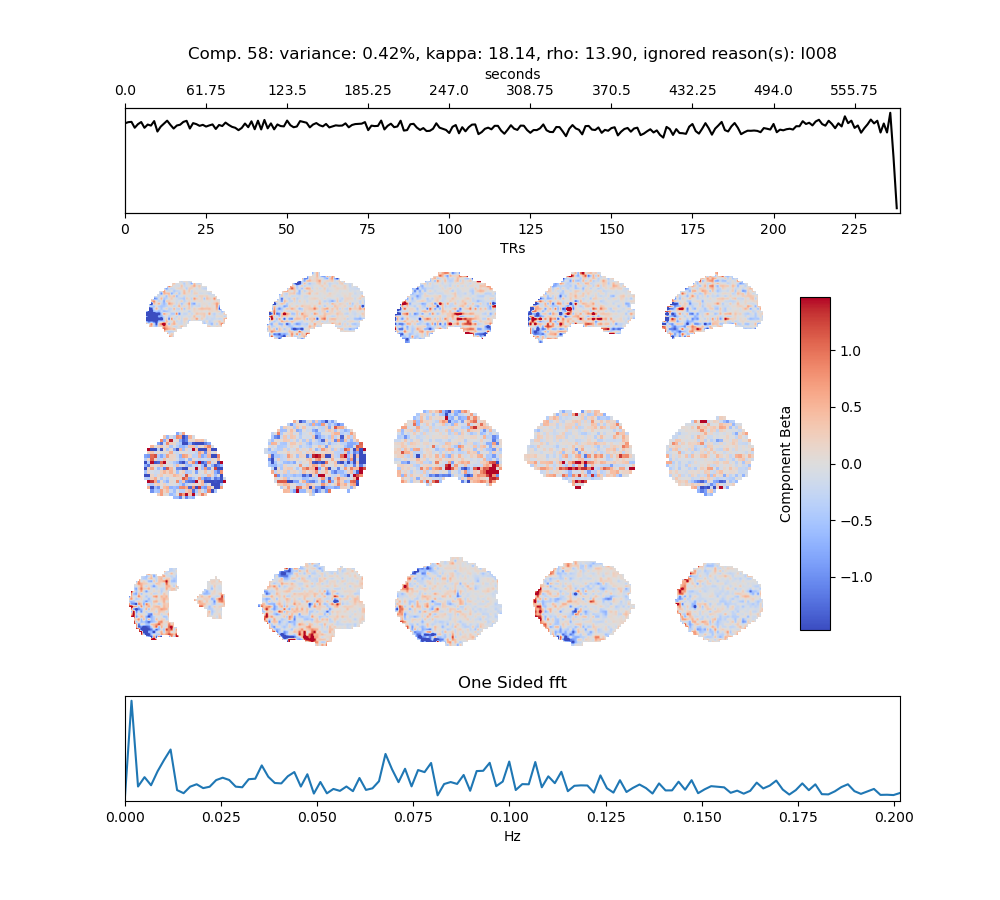 Comp. 58: variance: 0.42%, kappa: 18.14, rho: 13.90, ignored reason(s): I008
seconds
0.0 61.75 123.5 185.25 247.0 308.75 370.5 432.25 494.0 555.75
0 25 50 75 100 125 150 175 200 225
TRs
1.0
0.5
0.0
−0.5
−1.0
Component Beta
One Sided fft
0.000 0.025 0.050 0.075 0.100 0.125 0.150 0.175 0.200
Hz